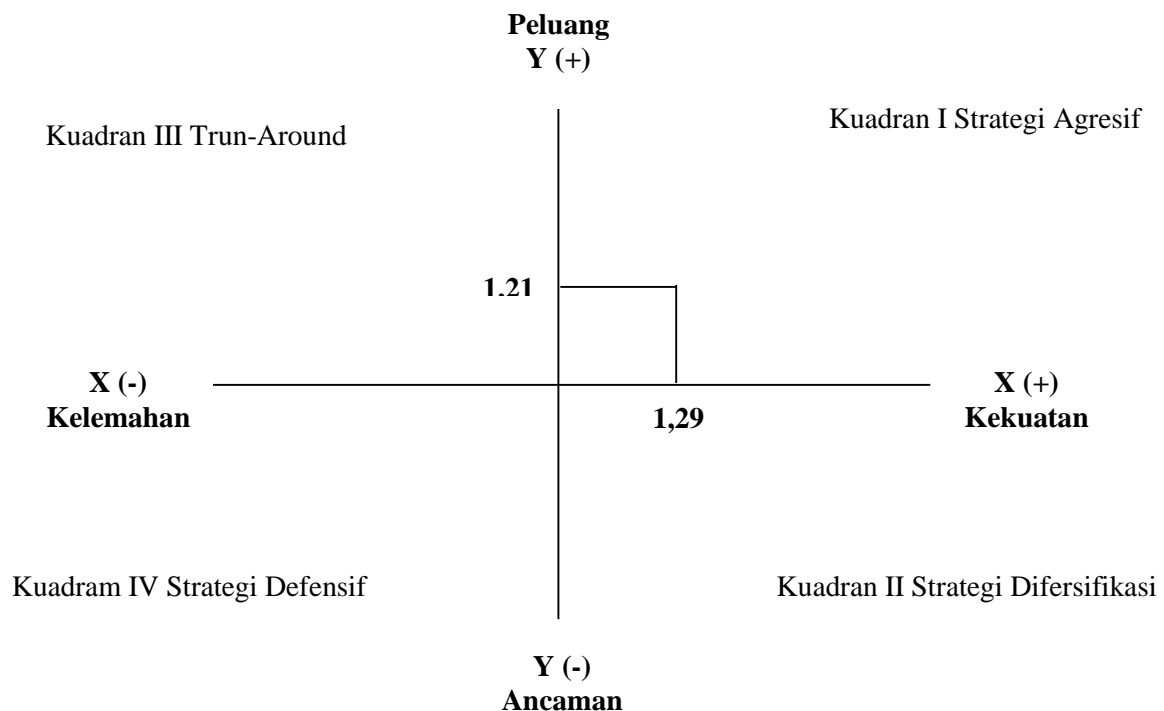 Peluang
Y (+)
Kuadran III Trun-Around
Kuadran I Strategi Agresif
1,21
X (-)
Kelemahan
1,29
X (+)
Kekuatan
Kuadram IV Strategi Defensif
Kuadran II Strategi Difersifikasi
Y (-)
Ancaman